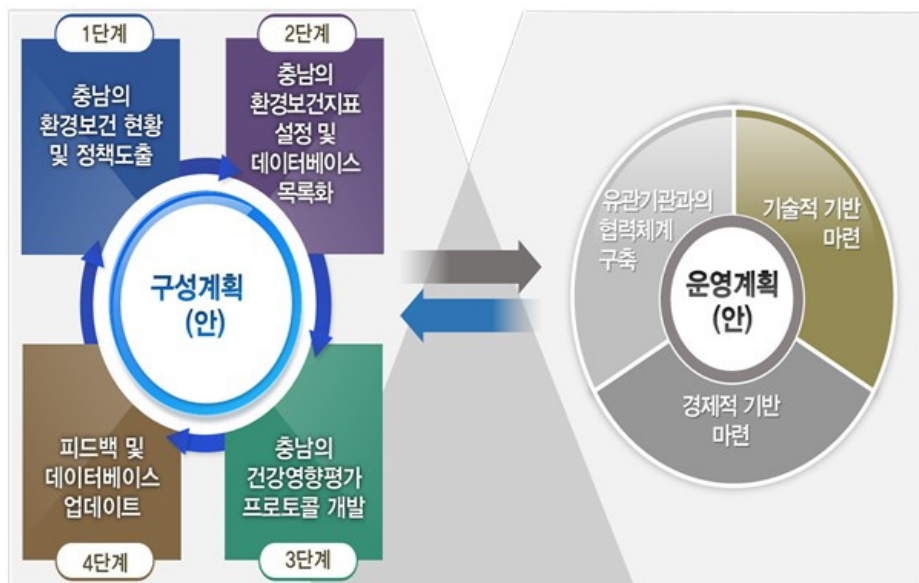 1단계
충남의
환경보건 현황
및 정책도출
2단계
충남의
환경보건지표
설정 및
데이터베이스
목록화
구성계획
(안)
피드백 및
데이터베이스
업데이트
4단계
충남의
건강영향평가
프로토콜 개발
3단계
유관기관과의
협력체계
구축
기술적 기반
마련
운영계획
(안)
경제적 기반
마련